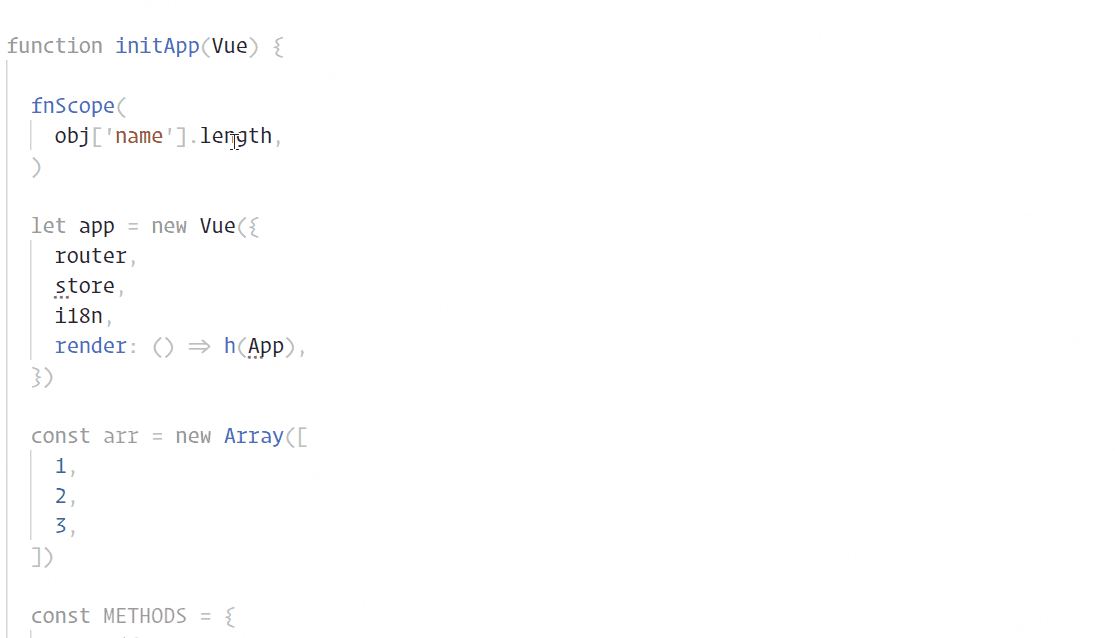 function initApp(Vue) {
fnScope(
obj['name'].length,
)
let app = new Vue({
router,
store,
i18n,
render: () => h(App),
})
const arr = new Array([
1,
2,
3,
])
const METHODS = {